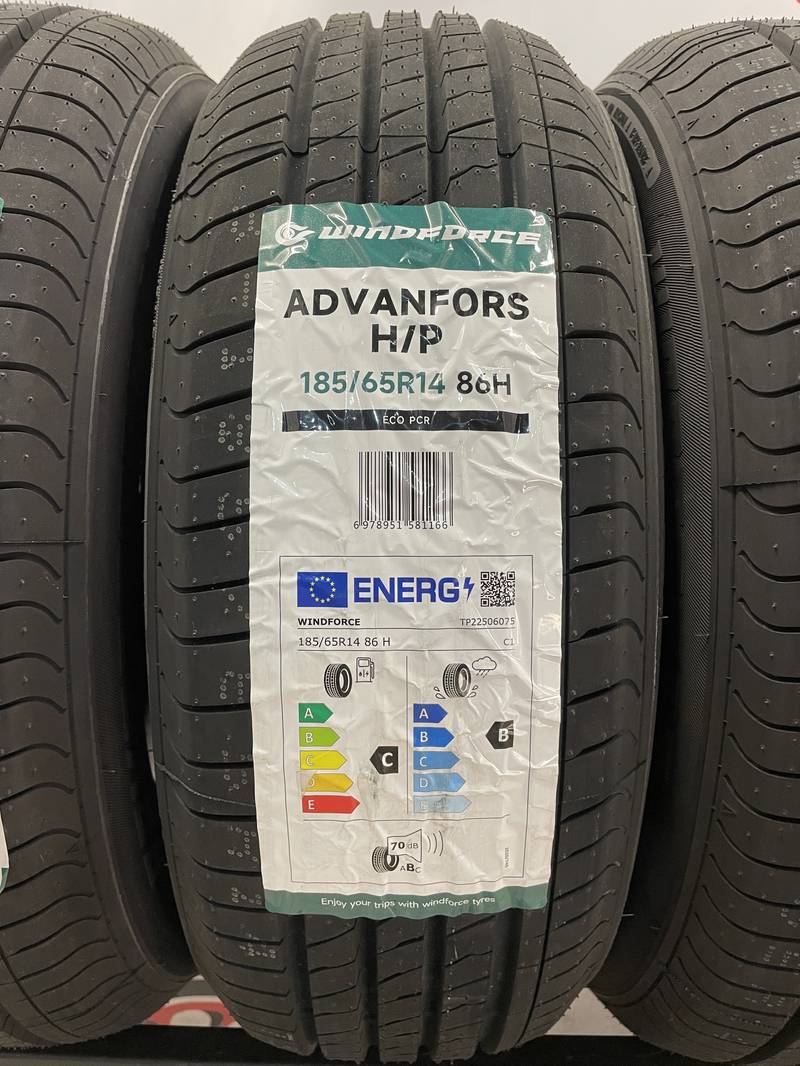 WINDFORCE
ADVANFORS
H/P
185/65R14 86H
ECO PCR
6 978951 581166
ENERG
WINDFORCE TP22506075
185/65R14 86 H C1
A A
B B B
C C C
D D
E E
70 dB
ABC
Enjoy your trips with windforce tyres